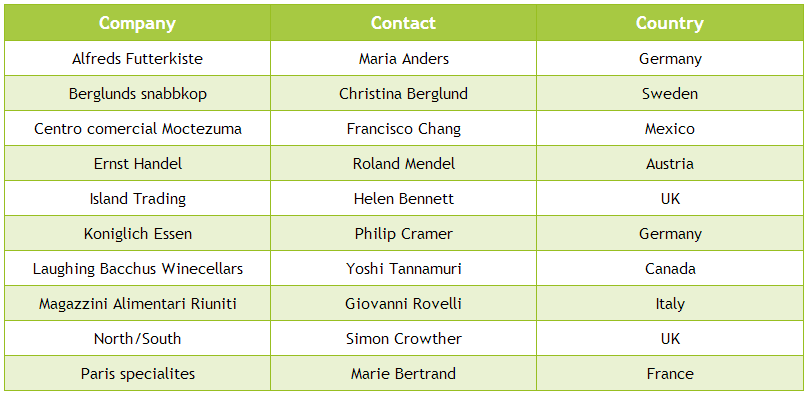 Company Contact Country
Alfreds Futterkiste Maria Anders Germany
Berglunds snabbkop Christina Berglund Sweden
Centro comercial Moctezuma Francisco Chang Mexico
Ernst Handel Roland Mendel Austria
Island Trading Helen Bennett UK
Koniglich Essen Philip Cramer Germany
Laughing Bacchus Winecellars Yoshi Tannamuri Canada
Magazzini Alimentari Riuniti Giovanni Rovelli Italy
North/South Simon Crowther UK
Paris specialites Marie Bertrand France